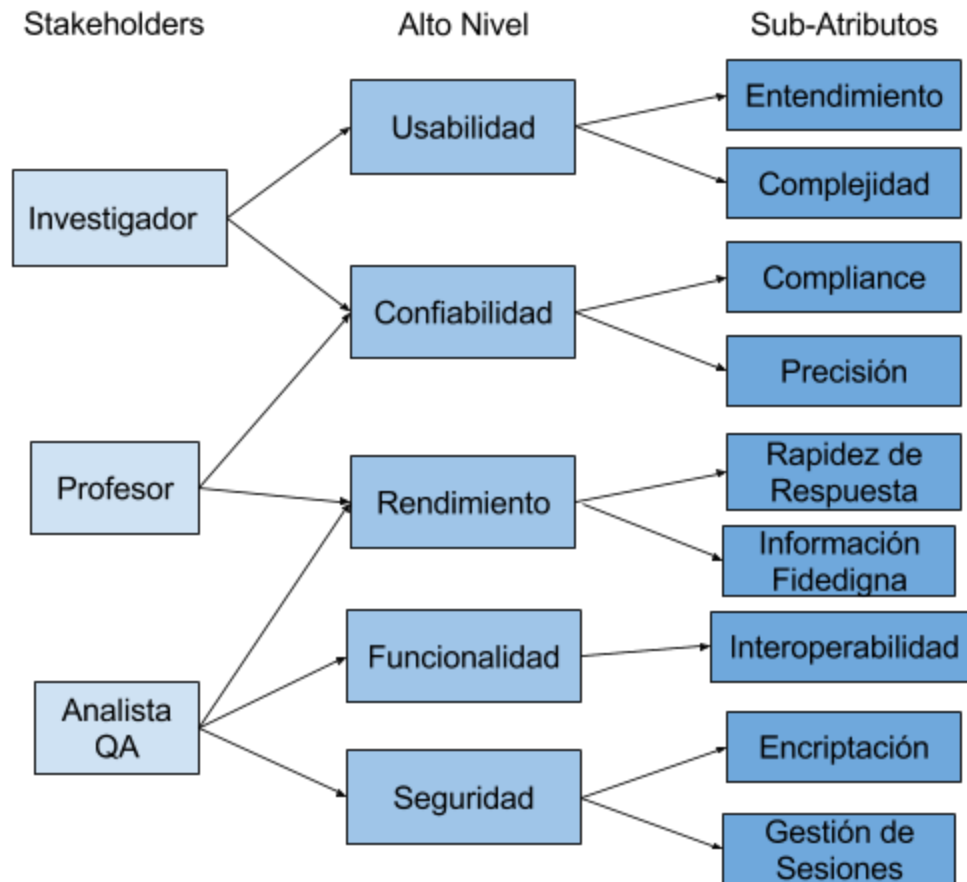 Stakeholders
Alto Nivel
Sub-Atributos
Investigador
Profesor
Analista
QA
Usabilidad
Confiabilidad
Rendimiento
Funcionalidad
Seguridad
Entendimiento
Complejidad
Compliance
Precisión
Rapidez de
Respuesta
Información
Fidedigna
Interoperabilidad
Encriptación
Gestión de
Sesiones